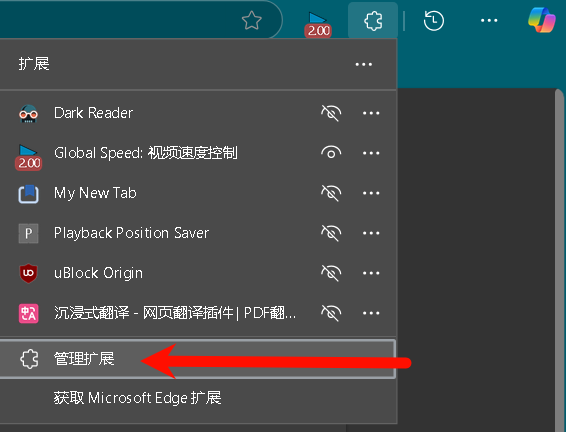 2.00
扩展
Dark Reader
Global Speed: 视频速度控制
2.00
My New Tab
P Playback Position Saver
uBlock Origin
沉浸式翻译 - 网页翻译插件 | PDF翻...
管理扩展
获取 Microsoft Edge 扩展